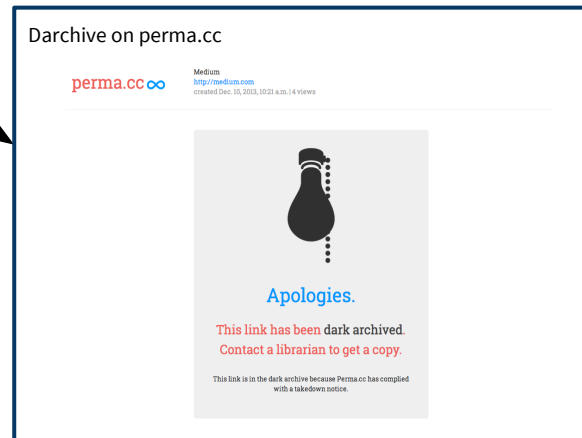 Darchive on perma.cc
perma.cc
Medium
http://medium.com
created Dec. 10, 2013, 10:21 a.m. | 4 views
Apologies.
This link has been dark archived.
Contact a librarian to get a copy.
This link is in the dark archive because Perma.cc has complied
with a takedown notice.